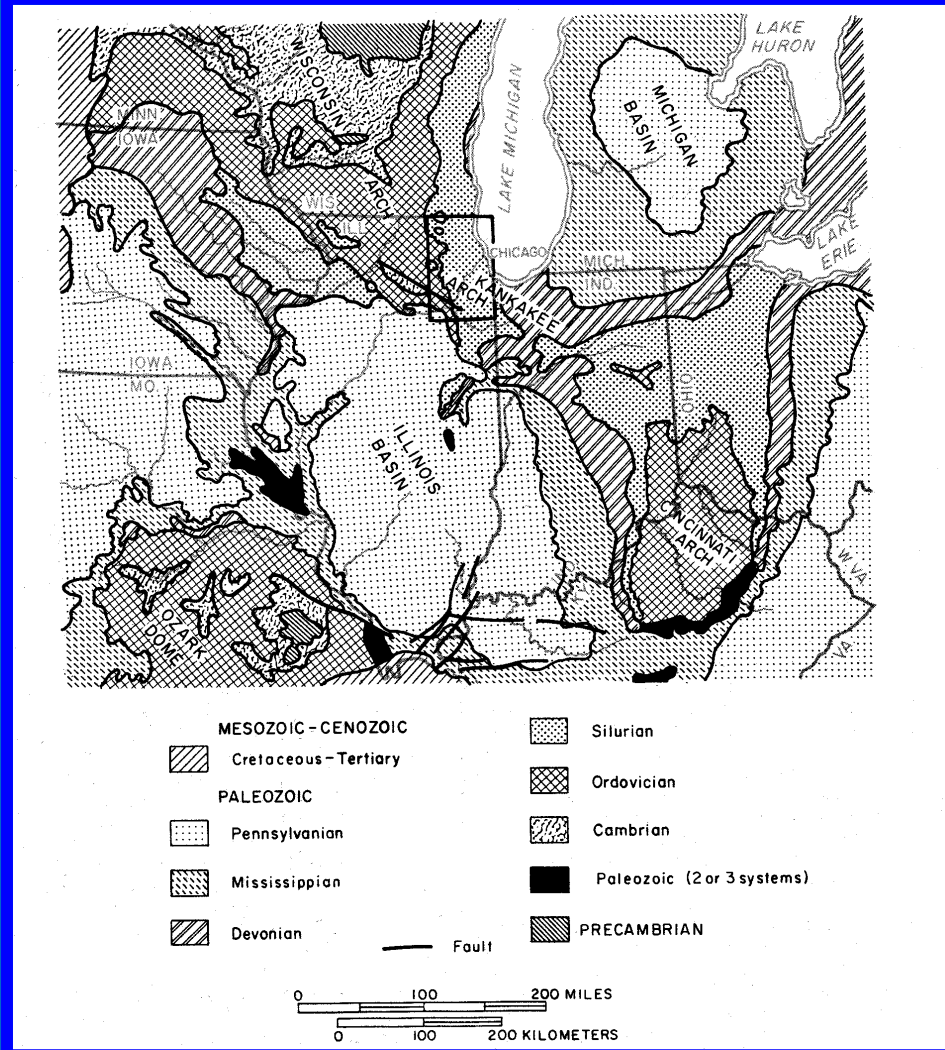 LAKE
HURON
WISCONSIN
ARCH
LAKE MICHIGAN
MICHIGAN
BASIN
MINN.
IOWA
WIS.
ILL.
CHICAGO
MICH.
IND.
LAKE
ERIE
KANKAKEE
ARCH
IOWA
MO.
OHIO
ILLINOIS
BASIN
CINCINNATI
ARCH
W.VA.
VA.
OZARK
DOME
MESOZOIC-CENOZOIC
Cretaceous-Tertiary
PALEOZOIC
Pennsylvanian
Mississippian
Devonian
Silurian
Ordovician
Cambrian
Paleozoic (2 or 3 systems)
PRECAMBRIAN
Fault
0 100 200 MILES
0 100 200 KILOMETERS